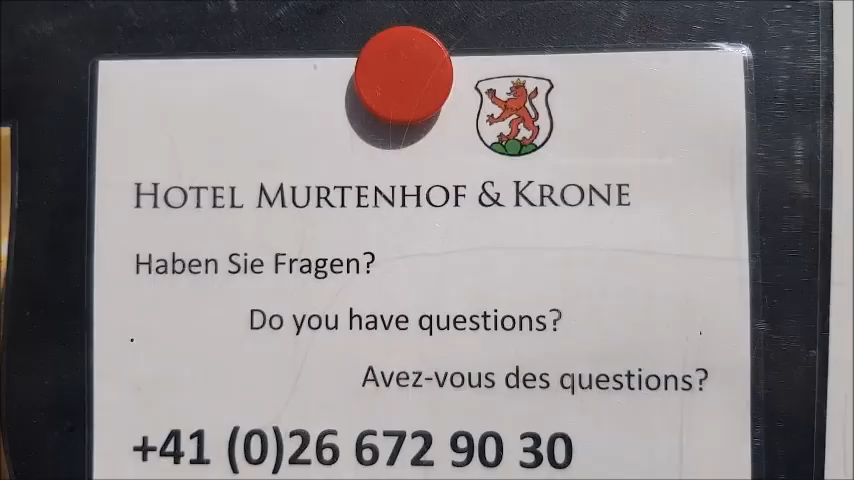 HOTEL MURTENHOF & KRONE
Haben Sie Fragen?
Do you have questions?
Avez-vous des questions?
+41 (0)26 672 90 30